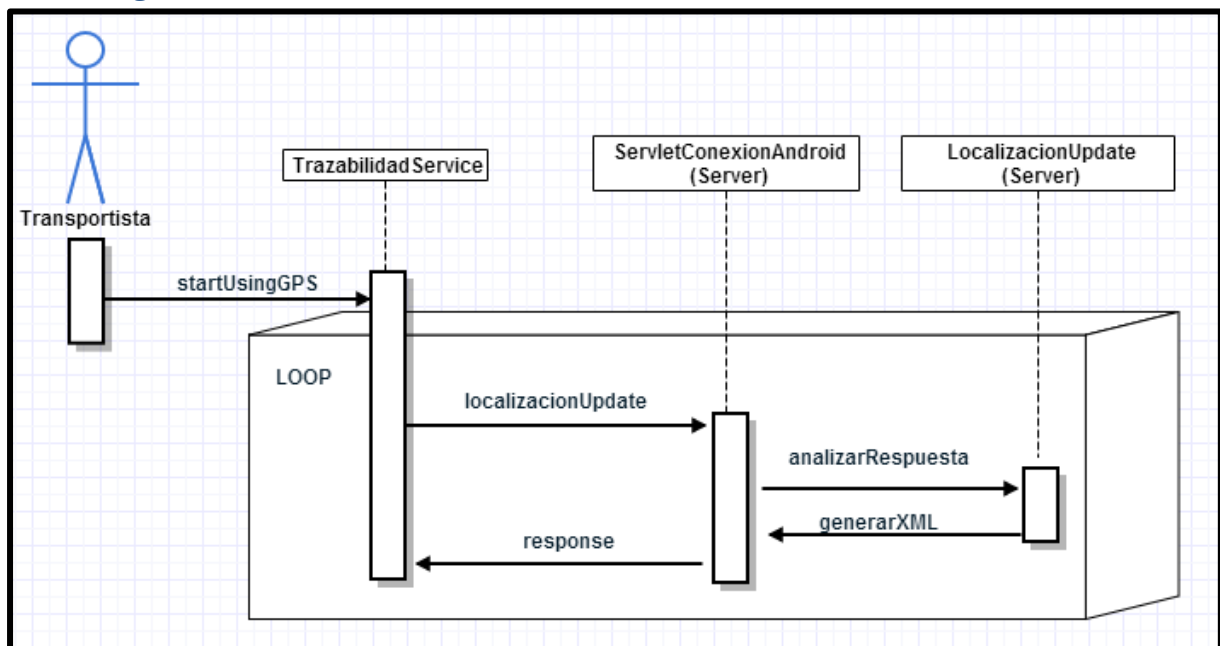 ServletConexionAndroid
(Server)
LocalizacionUpdate
(Server)
TrazabilidadService
Transportista
startUsingGPS
LOOP
localizacionUpdate
analizarRespuesta
generarXML
response